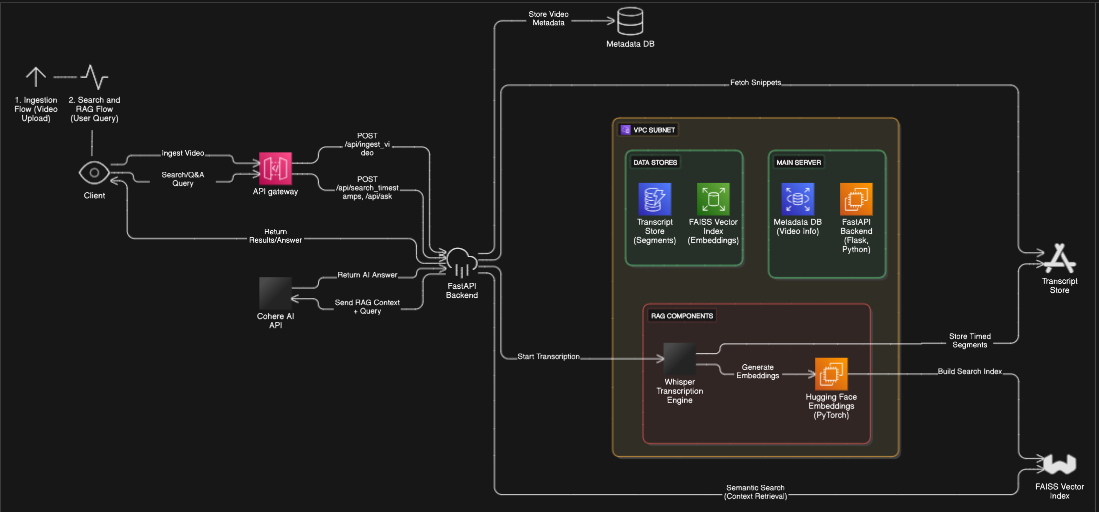 Store Video
Metadata
Metadata DB
1. Ingestion
Flow (Video
Upload)
2. Search and
RAG Flow
(User Query)
Fetch Snippets
VPC SUBNET
DATA STORES
MAIN SERVER
POST
/api/ingest_vi
deo
Ingest Video
Search/Q&A
Query
Client
API gateway
POST
/api/search_timest
amps, /api/ask
Transcript
Store
(Segments)
FAISS Vector
Index
(Embeddings)
Metadata DB
(Video Info)
FastAPI
Backend
(Flask,
Python)
Return
Results/Answer
Return AI Answer
Send RAG Context
+ Query
Cohere AI
API
FastAPI
Backend
Transcript
Store
RAG COMPONENTS
Store Timed
Segments
Start Transcription
Generate
Embeddings
Build Search Index
Whisper
Transcription
Engine
Hugging Face
Embeddings
(PyTorch)
Semantic Search
(Context Retrieval)
FAISS Vector
Index